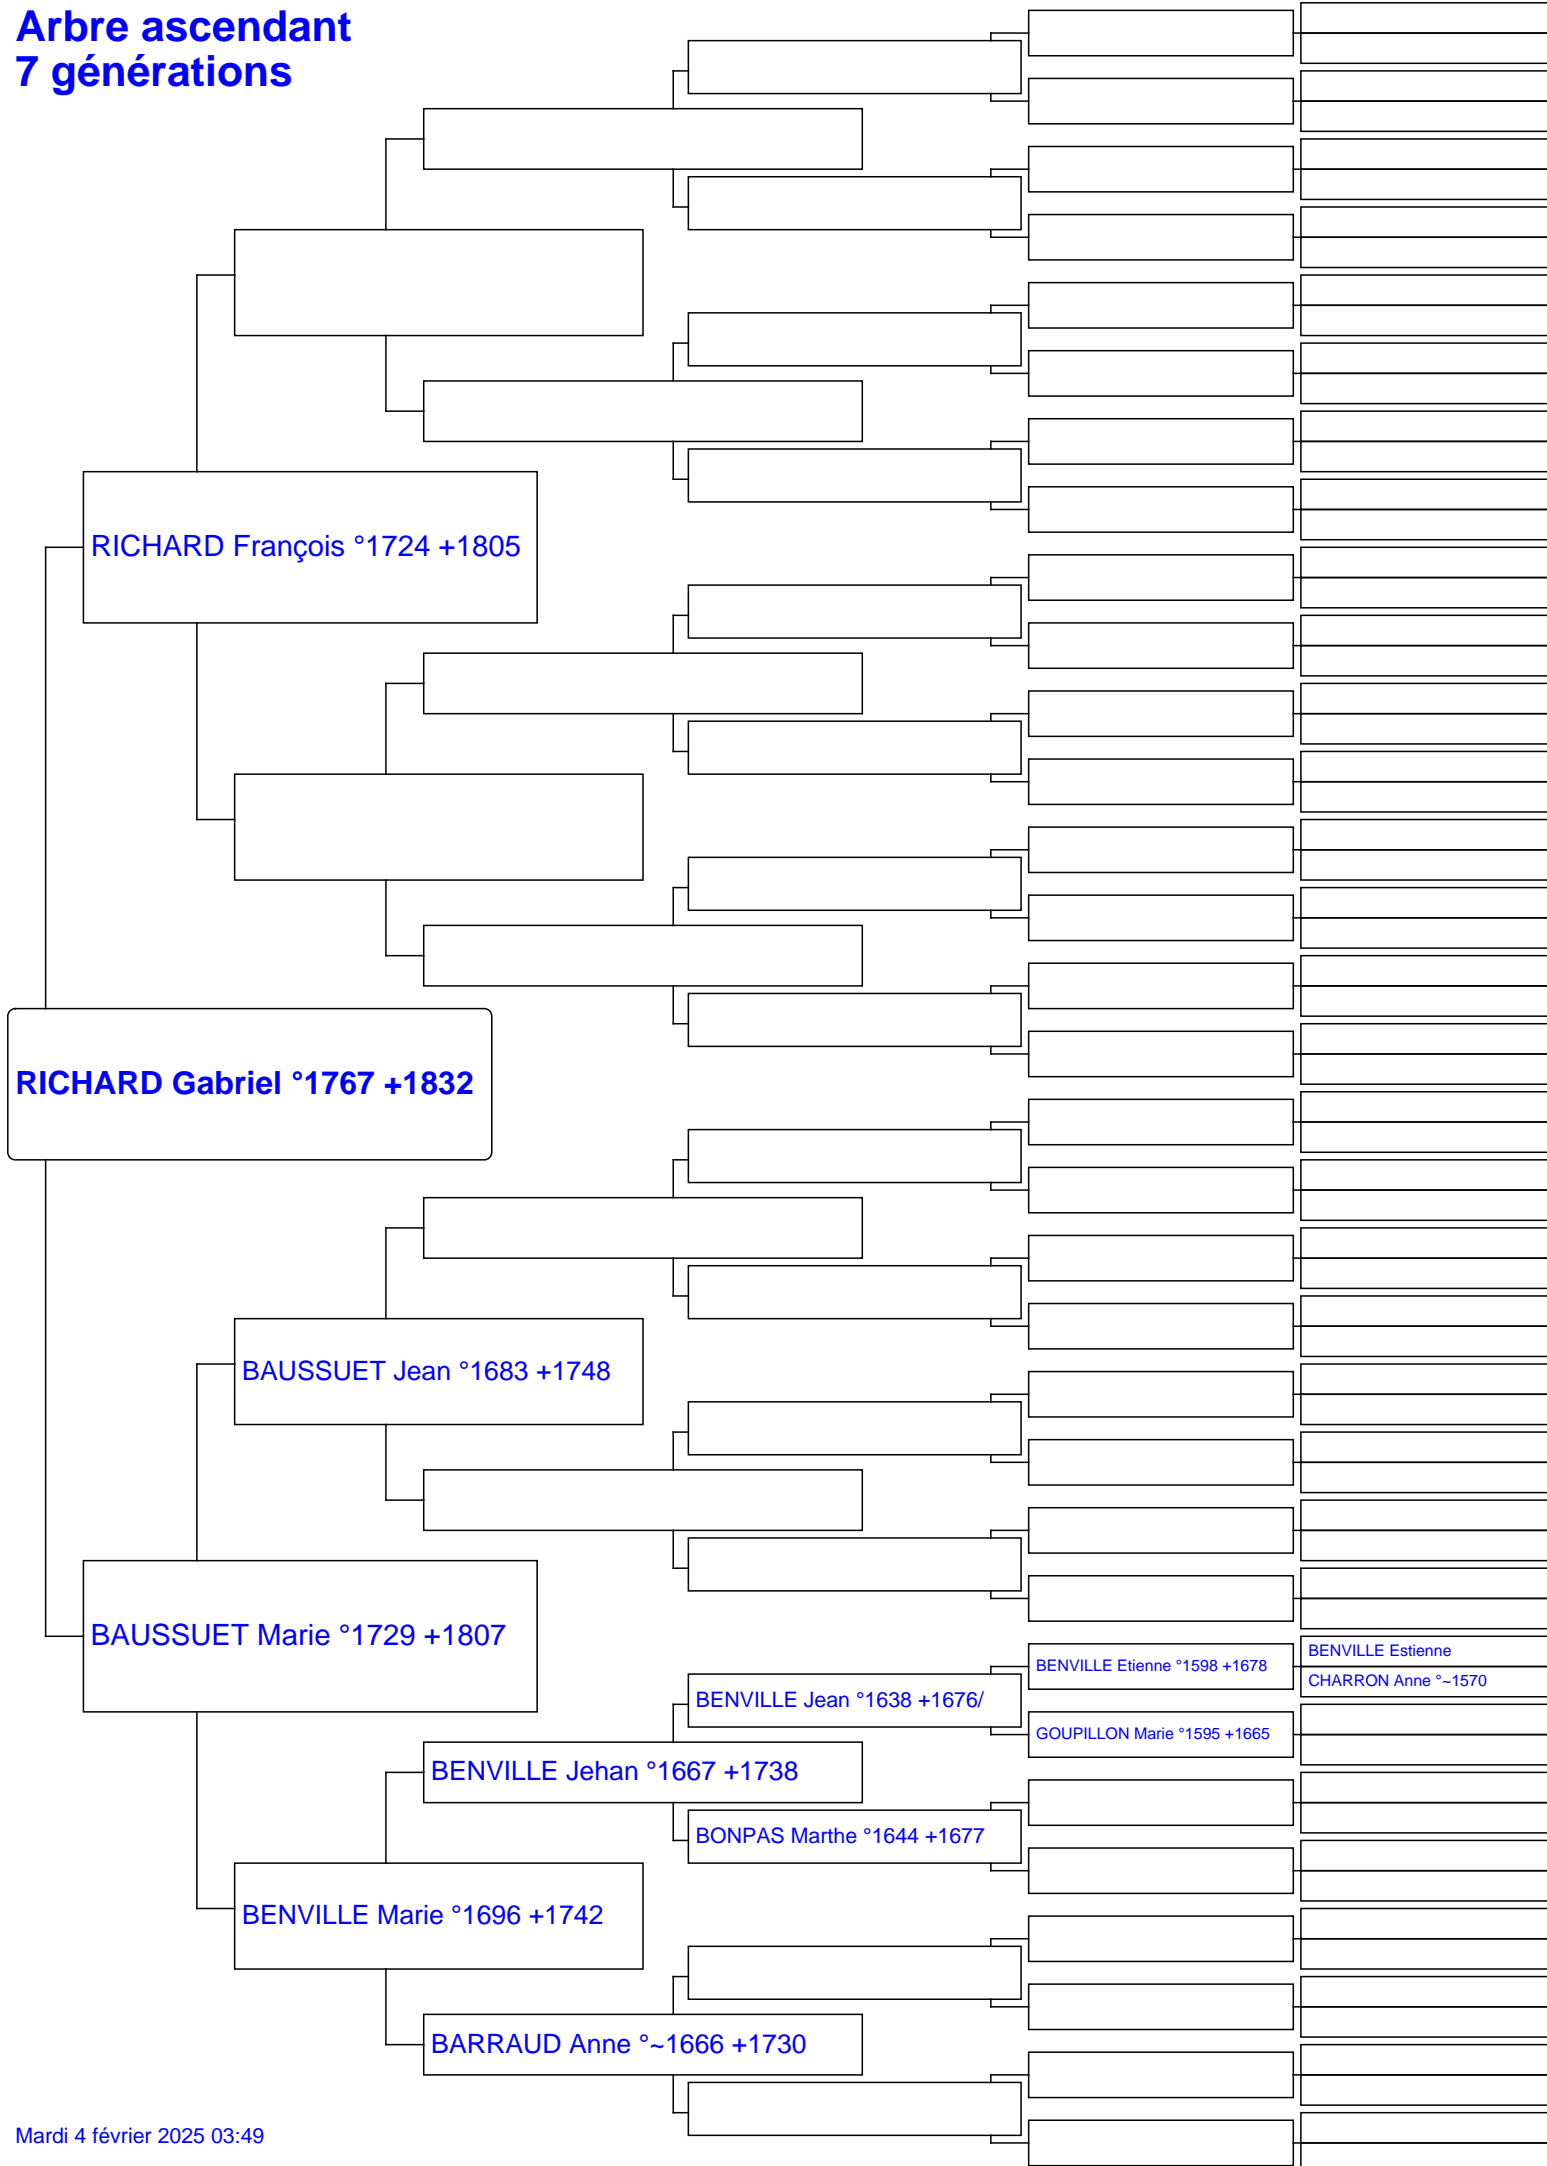 Arbre ascendant
7 générations
RICHARD François °1724 +1805
RICHARD Gabriel °1767 +1832
BAUSSUET Jean °1683 +1748
BAUSSUET Marie °1729 +1807
BENVILLE Estienne
BENVILLE Etienne °1598 +1678
CHARRON Anne °~1570
BENVILLE Jean °1638 +1676/
GOUPILLON Marie °1595 +1665
BENVILLE Jehan °1667 +1738
BONPAS Marthe °1644 +1677
BENVILLE Marie °1696 +1742
BARRAUD Anne °~1666 +1730
Mardi 4 février 2025 03:49